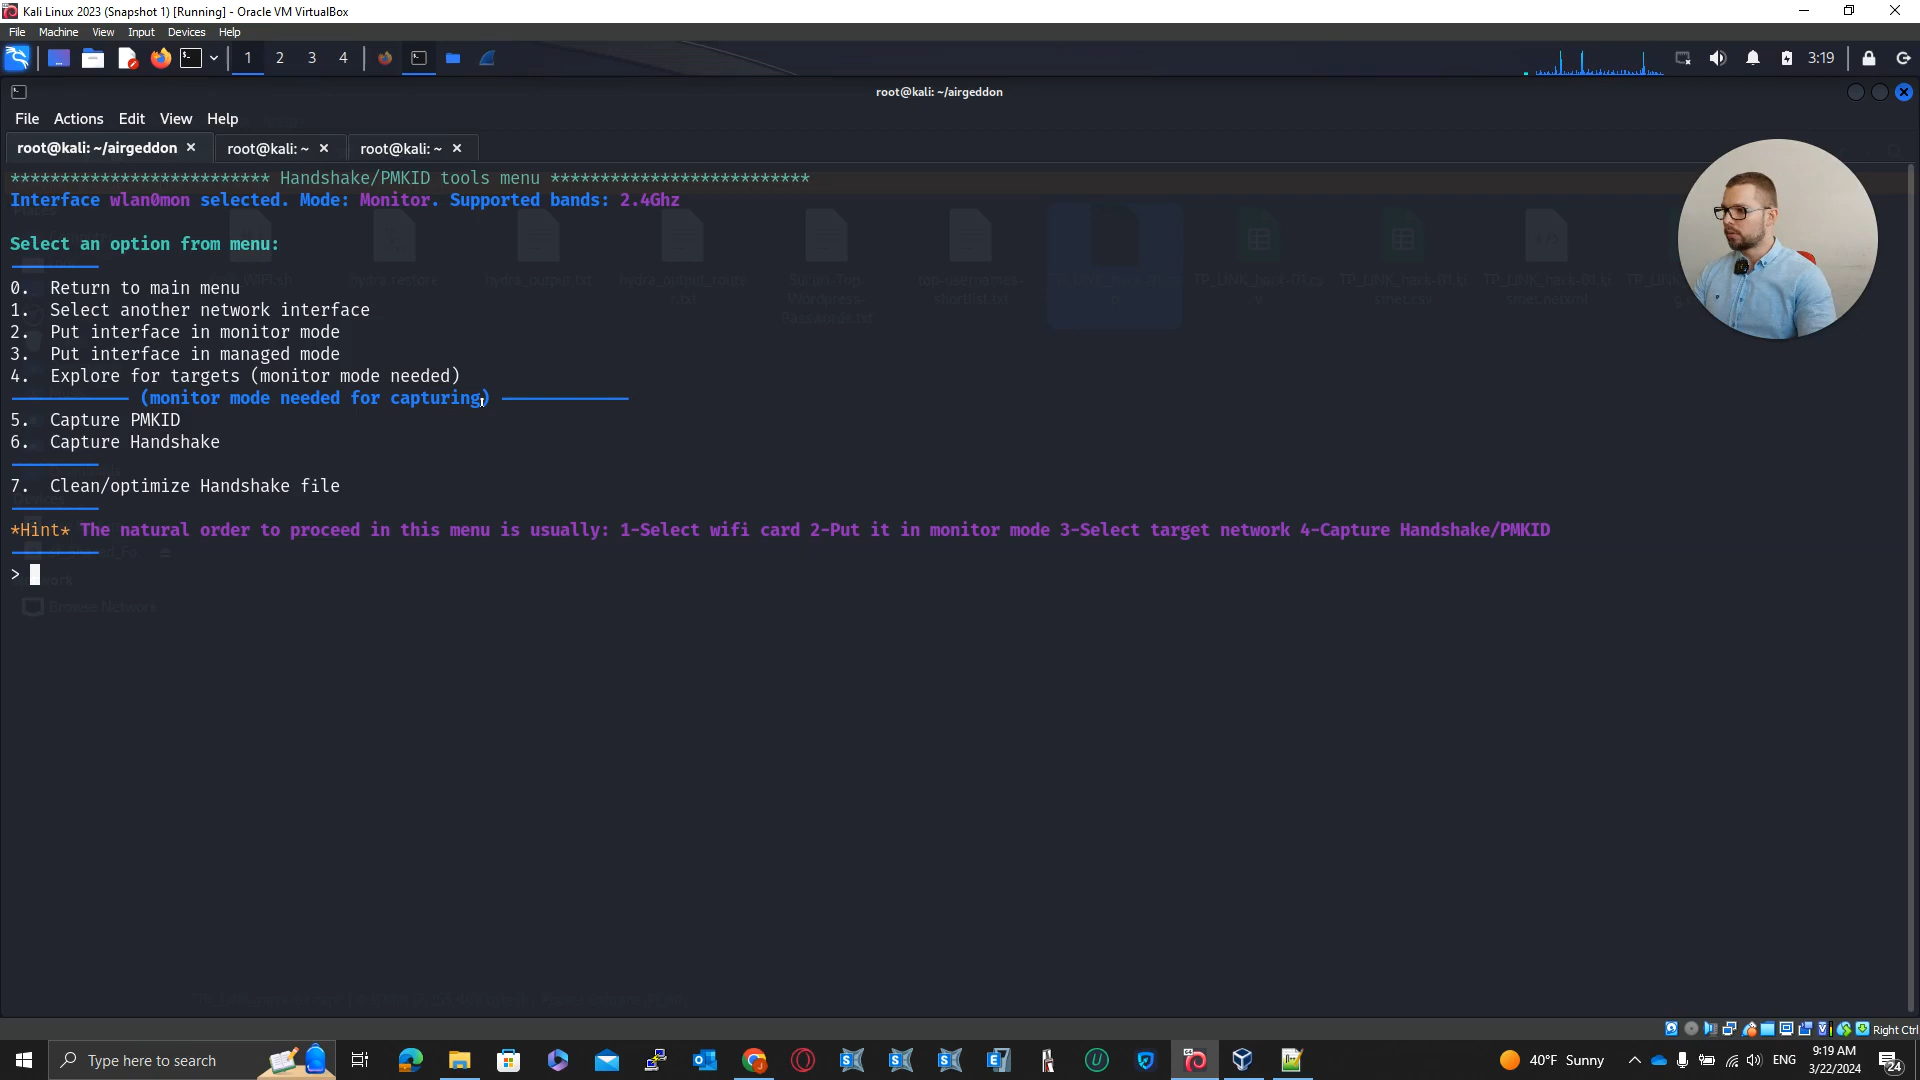 Kali Linux 2023 (Snapshot 1) [Running] - Oracle VM VirtualBox
File Machine View Input Devices Help
1 2 3 4 3:19
root@kali: ~/airgeddon
File Actions Edit View Help
root@kali: ~/airgeddon root@kali: ~ root@kali: ~
************************** Handshake/PMKID tools menu **************************
Interface wlan0mon selected. Mode: Monitor. Supported bands: 2.4Ghz
Select an option from menu:
hydra.restore hydra_output.txt
0. Return to main menu
1. Select another network interface
2. Put interface in monitor mode
3. Put interface in managed mode
4. Explore for targets (monitor mode needed)
(monitor mode needed for capturing)
5. Capture PMKID
6. Capture Handshake
7. Clean/optimize Handshake file
*Hint* The natural order to proceed in this menu is usually: 1-Select wifi card 2-Put it in monitor mode 3-Select target network 4-Capture Handshake/PMKID
>
Browse Network
Right Ctrl
Type here to search
40°F Sunny
ENG
9:19 AM
3/22/2024
24